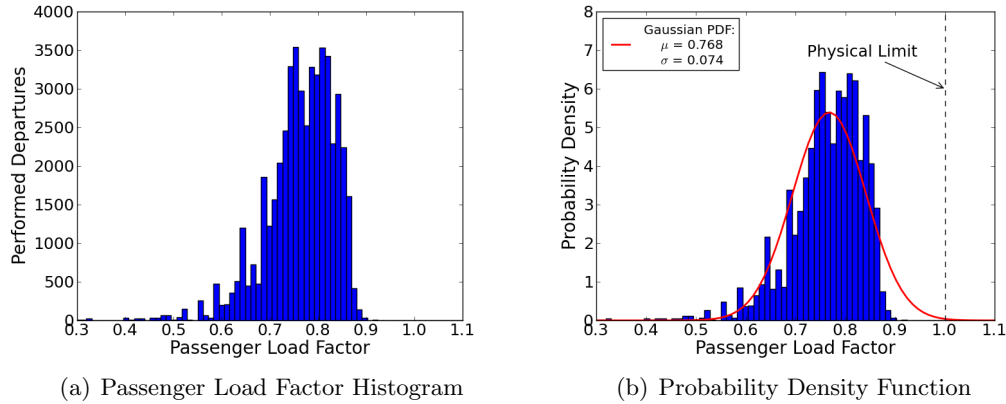 4000
3500
3000
2500
2000
1500
1000
500
0
0.3 0.4 0.5 0.6 0.7 0.8 0.9 1.0 1.1
Performed Departures
Passenger Load Factor
(a) Passenger Load Factor Histogram
8
7
6
5
4
3
2
1
0
0.3 0.4 0.5 0.6 0.7 0.8 0.9 1.0 1.1
Probability Density
Passenger Load Factor
Gaussian PDF:
μ = 0.768
σ = 0.074
Physical Limit
(b) Probability Density Function